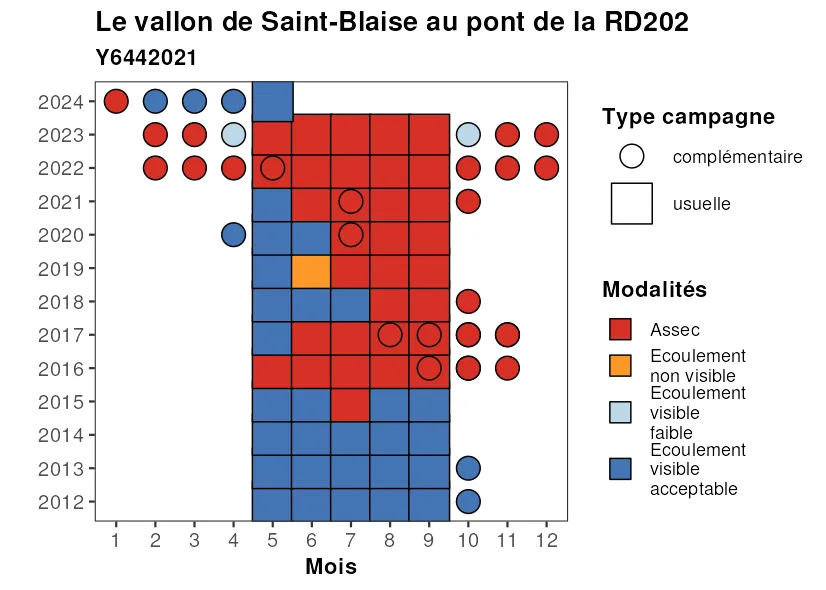 Le vallon de Saint-Blaise au pont de la RD202
Y6442021
2024
2023
2022
2021
2020
2019
2018
2017
2016
2015
2014
2013
2012
1 2 3 4 5 6 7 8 9 10 11 12
Mois
Type campagne
complémentaire
usuelle
Modalités
Assec
Ecoulement
non visible
Ecoulement
visible
faible
Ecoulement
visible
acceptable